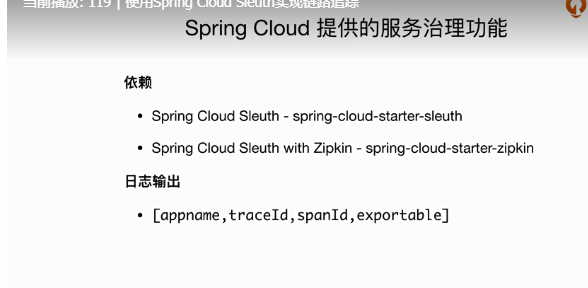 当前播放: 119 | 使用Spring Cloud Sleuth实现链路追踪
Spring Cloud 提供的服务治理功能
依赖
• Spring Cloud Sleuth - spring-cloud-starter-sleuth
• Spring Cloud Sleuth with Zipkin - spring-cloud-starter-zipkin
日志输出
• [appname,traceId,spanId,exportable]